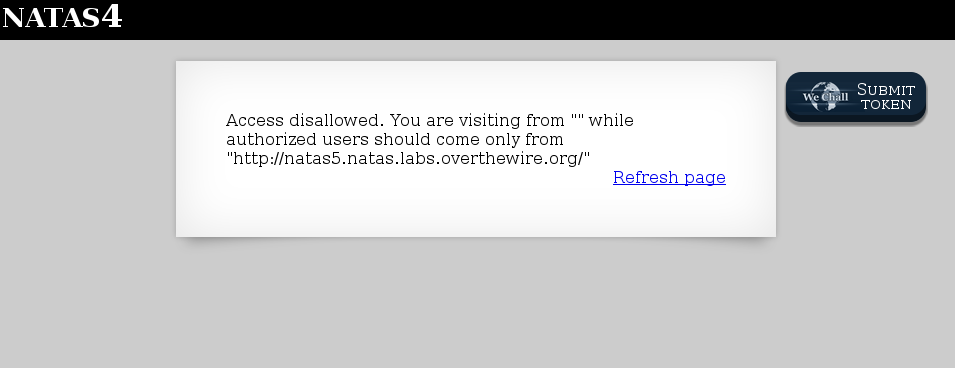 NATAS4
Access disallowed. You are visiting from "" while
authorized users should come only from
"http://natas5.natas.labs.overthewire.org/"
Refresh page
We Chall
SUBMIT
TOKEN